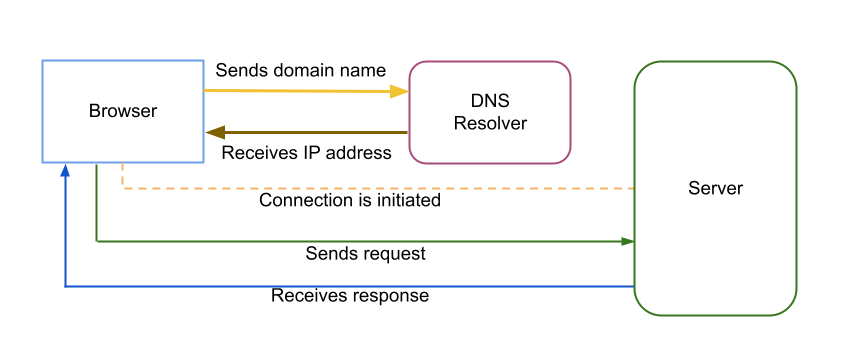 Sends domain name
Browser
DNS
Resolver
Receives IP address
Server
Connection is initiated
Sends request
Receives response